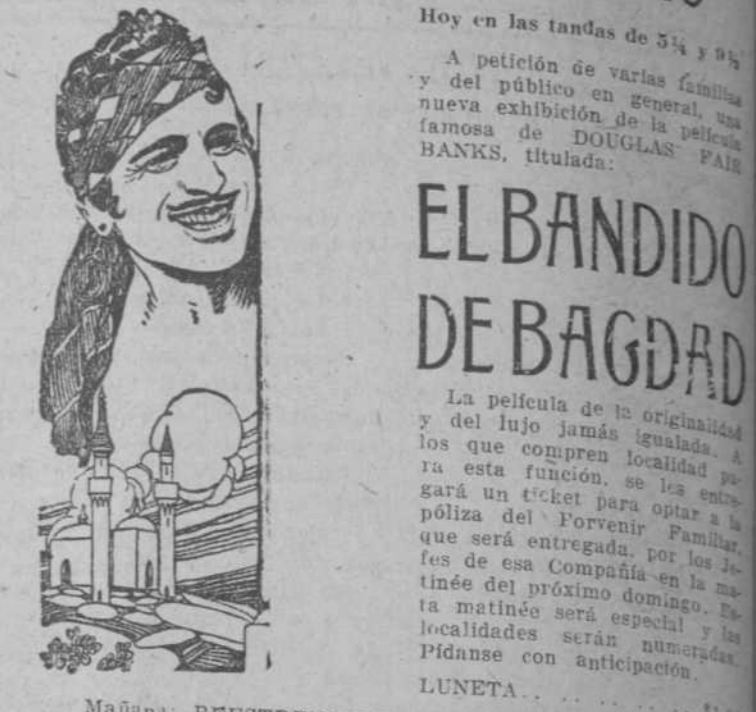 Hoy en las tandas de 5¼ y 9½
A petición de varias familias
y del público en general, una
nueva exhibición de la película
famosa de DOUGLAS FAIR
BANKS, titulada:
EL BANDIDO
DE BAGDAD
La película de la originalidad
y del lujo jamás igualada. A
los que compren localidad pa-
ra esta función, se les entre-
gará un ticket para optar a la
póliza del Porvenir Familiar,
que será entregada, por los Je-
fes de esa Compañía en la ma-
tinée del próximo domingo. Es-
ta matinée será especial y las
localidades serán numeradas.
Pídanse con anticipación.
LUNETA.. .. .. .. ..
Mañana: